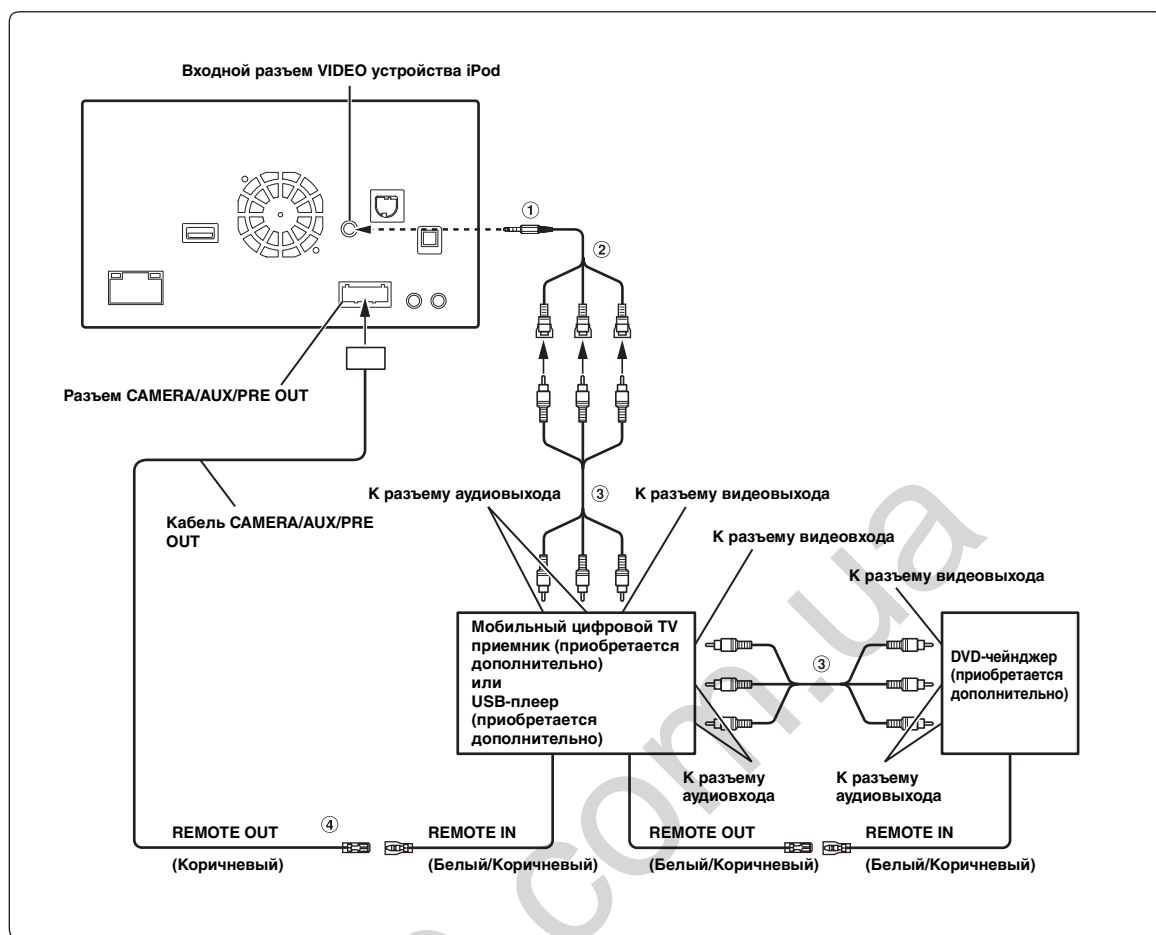 Входной разъем VIDEO устройства iPod
①
②
Разъем CAMERA/AUX/PRE OUT
Кабель CAMERA/AUX/PRE
OUT
К разъему аудиовыхода
③
К разъему видеовыхода
К разъему видеовхода
К разъему видеовыхода
Мобильный цифровой TV
приемник (приобретается
дополнительно)
или
USB-плеер
(приобретается
дополнительно)
③
DVD-чейнджер
(приобретается
дополнительно)
К разъему
аудиовхода
К разъему
аудиовыхода
REMOTE OUT
(Коричневый)
④
REMOTE IN
(Белый/Коричневый)
REMOTE OUT
(Белый/Коричневый)
REMOTE IN
(Белый/Коричневый)
com.ua